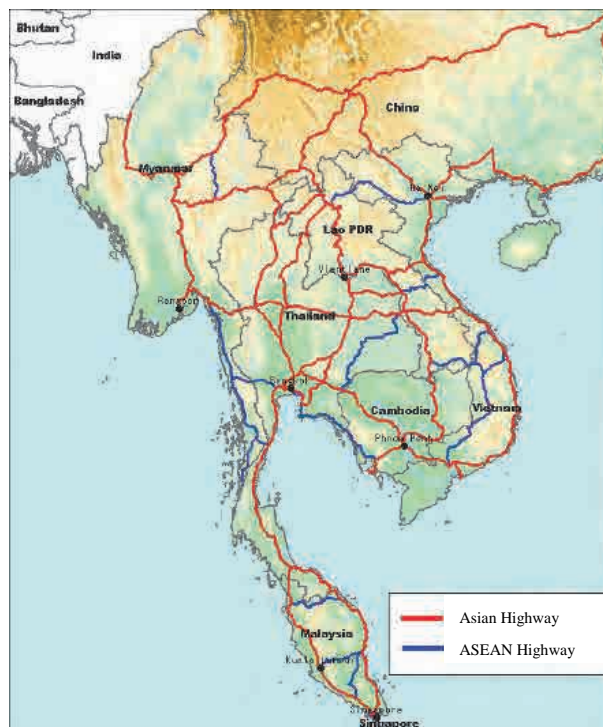 Bhutan
India
Bangladesh
China
Myanmar
Ha Noi
Lao PDR
Vientiane
Rangoon
Thailand
Bangkok
Cambodia
Vietnam
Phnom Penh
Asian Highway
Malaysia
ASEAN Highway
Kuala Lumpur
Singapore
Singapore